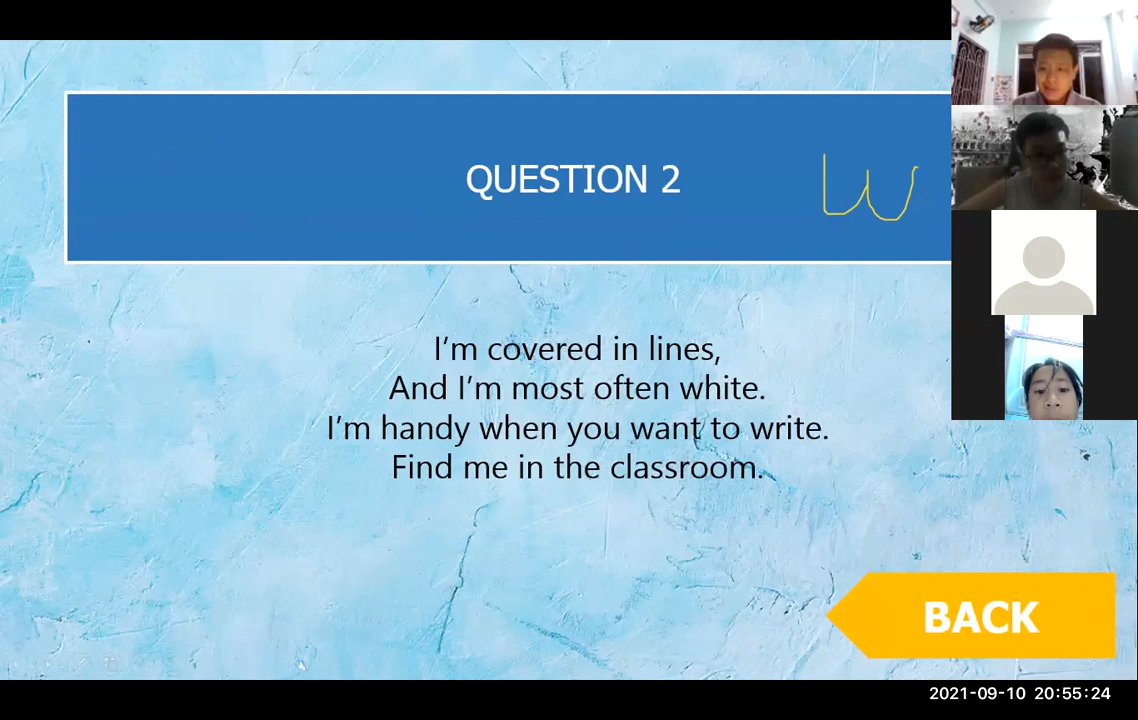 QUESTION 2
W
I'm covered in lines,
And I'm most often white.
I'm handy when you want to write.
Find me in the classroom.
BACK
2021-09-10 20:55:24